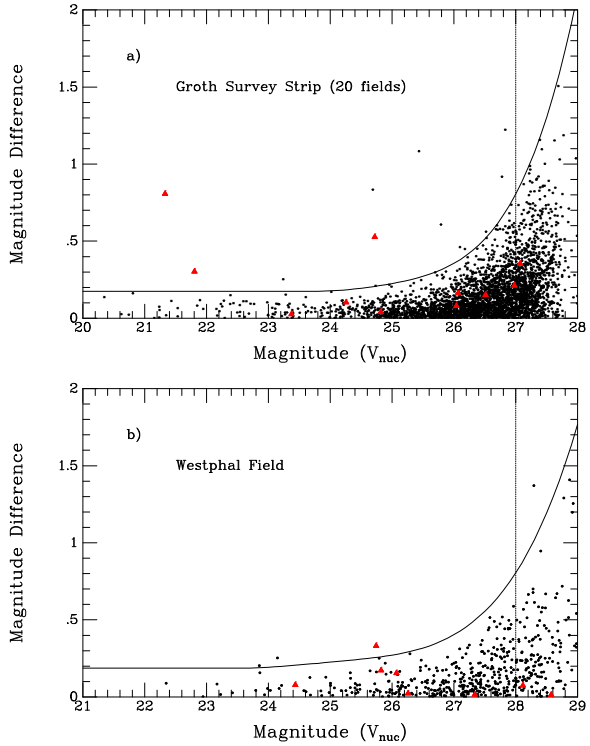 2
a)
Groth Survey Strip (20 fields)
1.5
1
.5
0
Magnitude Difference
20 21 22 23 24 25 26 27 28
Magnitude (Vnuc)
2
b)
Westphal Field
1.5
1
.5
0
Magnitude Difference
21 22 23 24 25 26 27 28 29
Magnitude (Vnuc)